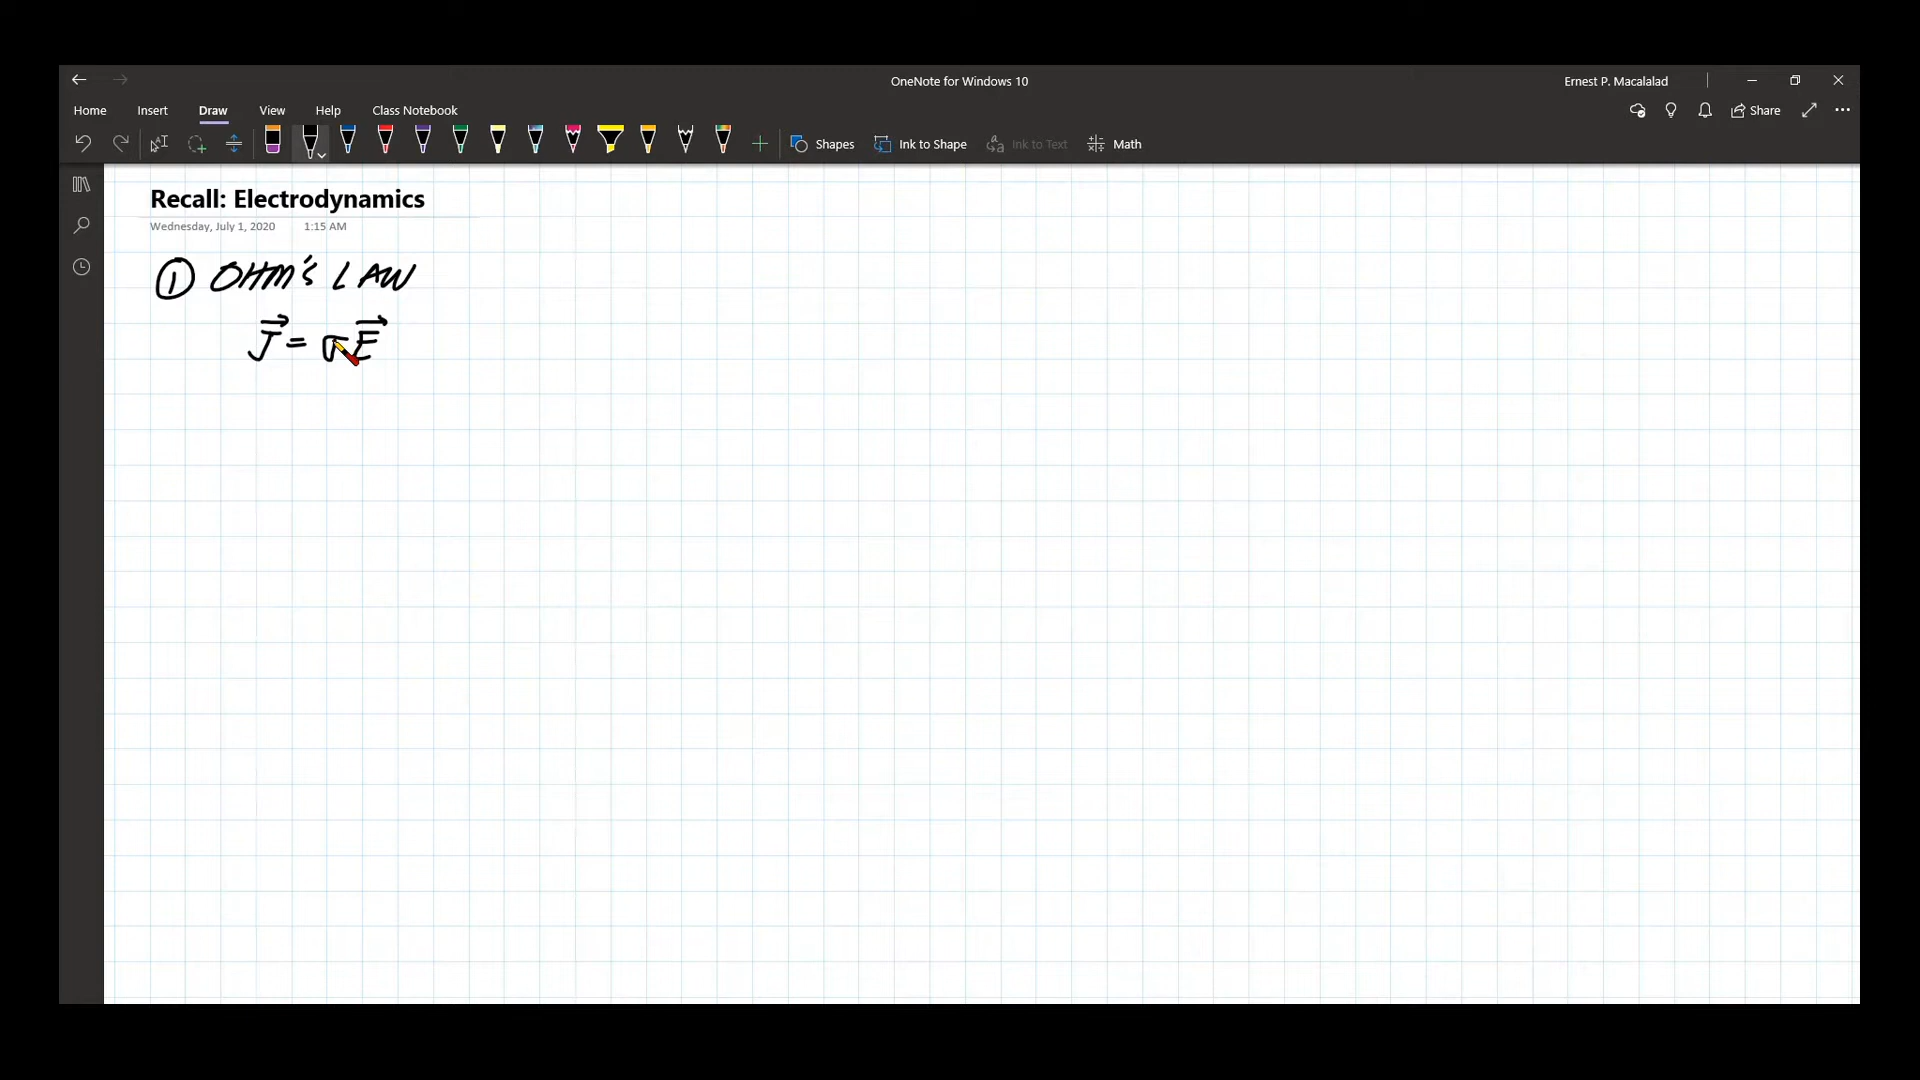 OneNote for Windows 10 Ernest P. Macalalad
Home Insert Draw View Help Class Notebook Share
Shapes Ink to Shape Ink to Text Math
Recall: Electrodynamics
Wednesday, July 1, 2020 1:15 AM
① OHM'S LAW
J⃗ = σE⃗